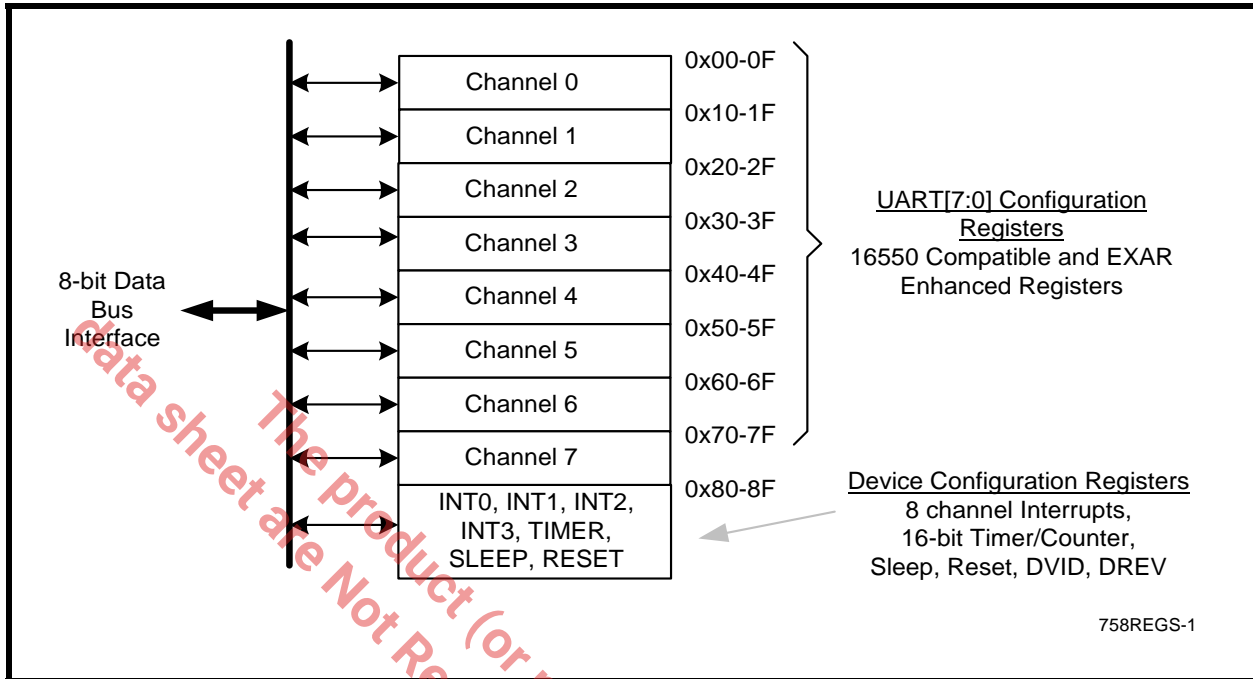 0x00-0F
Channel 0
0x10-1F
Channel 1
0x20-2F
Channel 2
0x30-3F
Channel 3
0x40-4F
Channel 4
0x50-5F
Channel 5
0x60-6F
Channel 6
0x70-7F
Channel 7
0x80-8F
INT0, INT1, INT2,
INT3, TIMER,
SLEEP, RESET
8-bit Data
Bus
Interface
UART[7:0] Configuration
Registers
16550 Compatible and EXAR
Enhanced Registers
Device Configuration Registers
8 channel Interrupts,
16-bit Timer/Counter,
Sleep, Reset, DVID, DREV
758REGS-1
The product (or
data sheet are Not